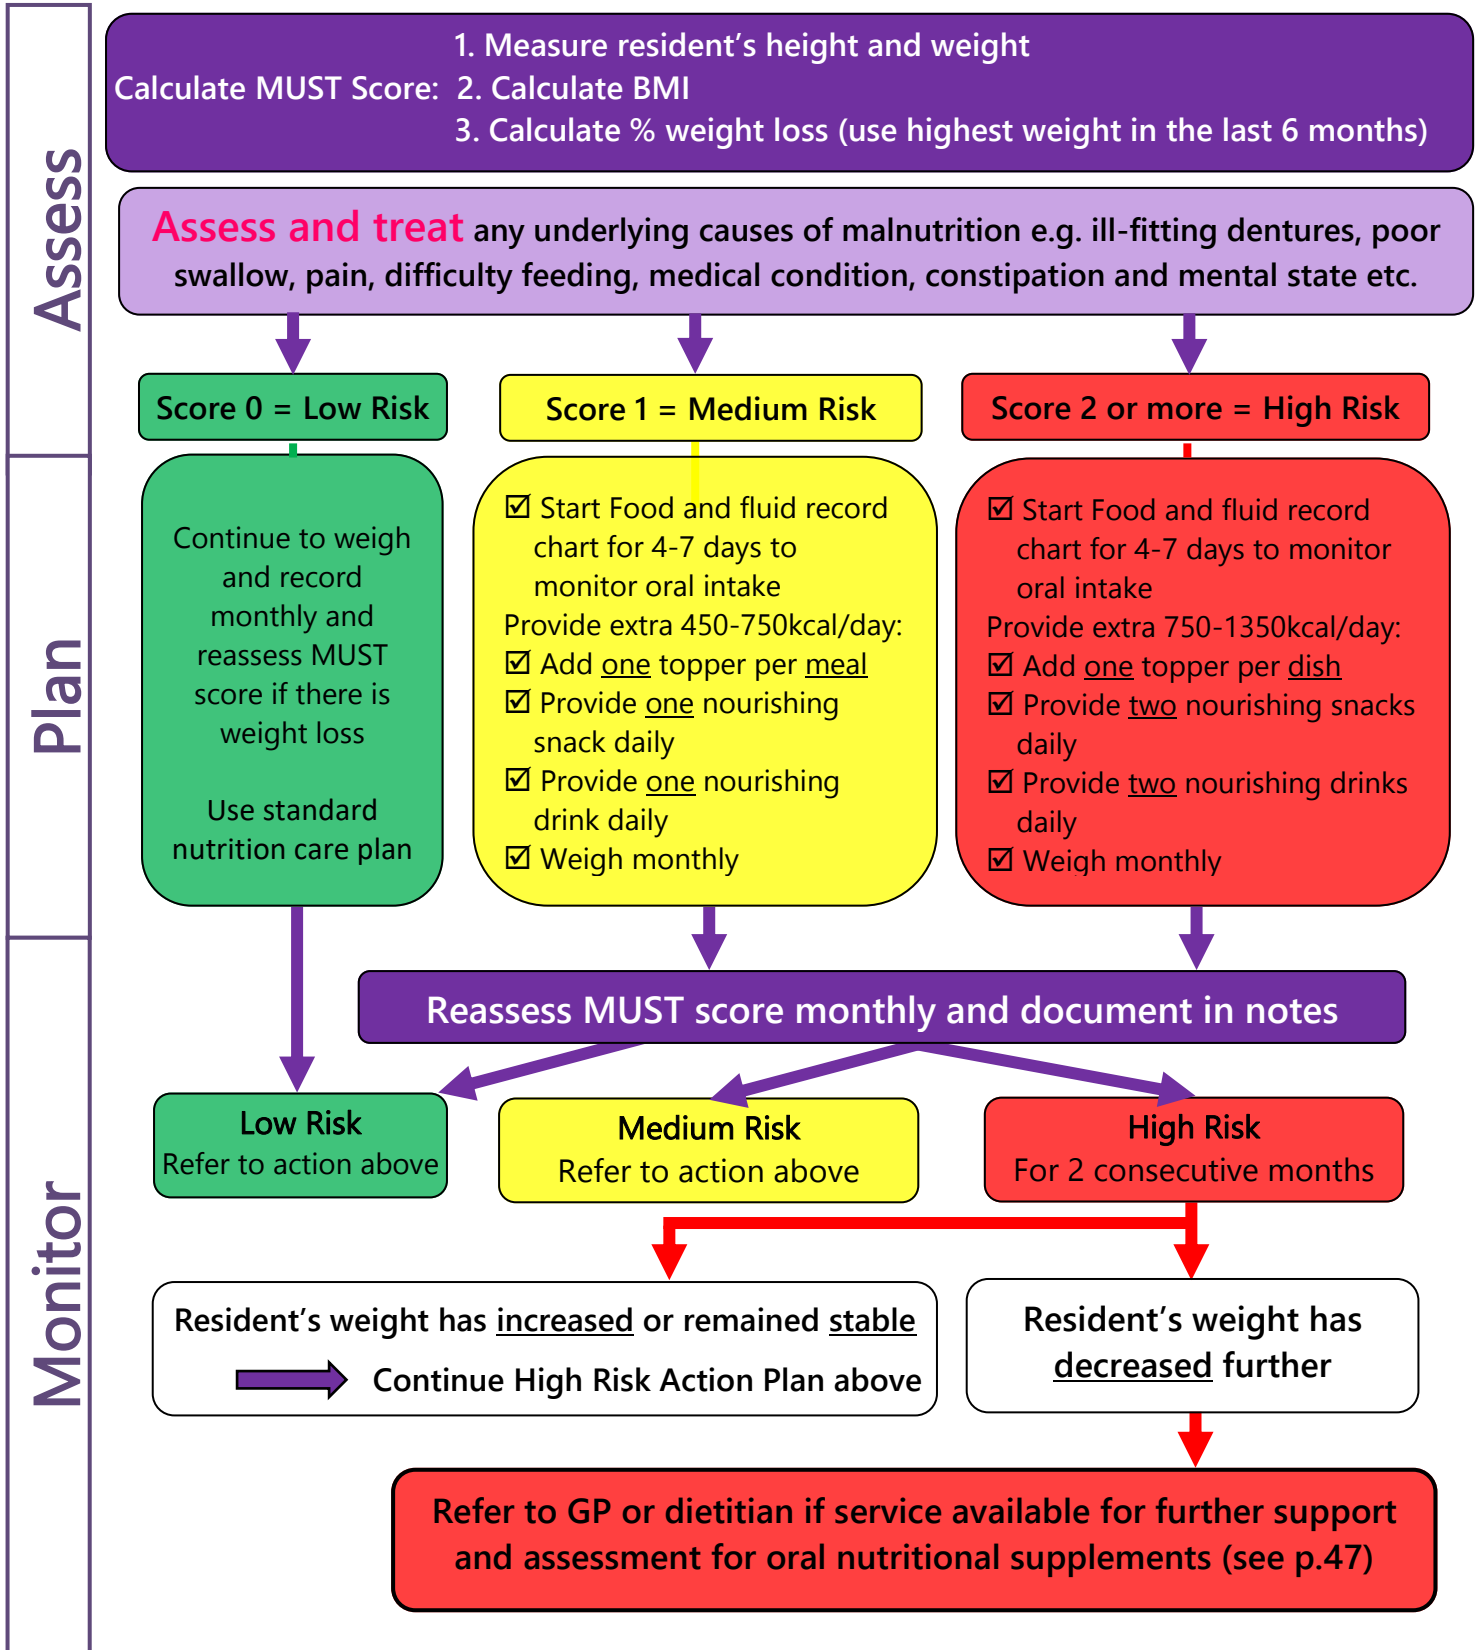 Assess
1. Measure resident’s height and weight
Calculate MUST Score: 2. Calculate BMI
3. Calculate % weight loss (use highest weight in the last 6 months)
Assess and treat any underlying causes of malnutrition e.g. ill-fitting dentures, poor
swallow, pain, difficulty feeding, medical condition, constipation and mental state etc.
Score 0 = Low Risk
Score 1 = Medium Risk
Score 2 or more = High Risk
Plan
Continue to weigh
and record
monthly and
reassess MUST
score if there is
weight loss
Use standard
nutrition care plan
☑ Start Food and fluid record
chart for 4-7 days to
monitor oral intake
Provide extra 450-750kcal/day:
☑ Add one topper per meal
☑ Provide one nourishing
snack daily
☑ Provide one nourishing
drink daily
☑ Weigh monthly
☑ Start Food and fluid record
chart for 4-7 days to monitor
oral intake
Provide extra 750-1350kcal/day:
☑ Add one topper per dish
☑ Provide two nourishing snacks
daily
☑ Provide two nourishing drinks
daily
☑ Weigh monthly
Monitor
Reassess MUST score monthly and document in notes
Low Risk
Refer to action above
Medium Risk
Refer to action above
High Risk
For 2 consecutive months
Resident’s weight has increased or remained stable
Continue High Risk Action Plan above
Resident’s weight has
decreased further
Refer to GP or dietitian if service available for further support
and assessment for oral nutritional supplements (see p.47)